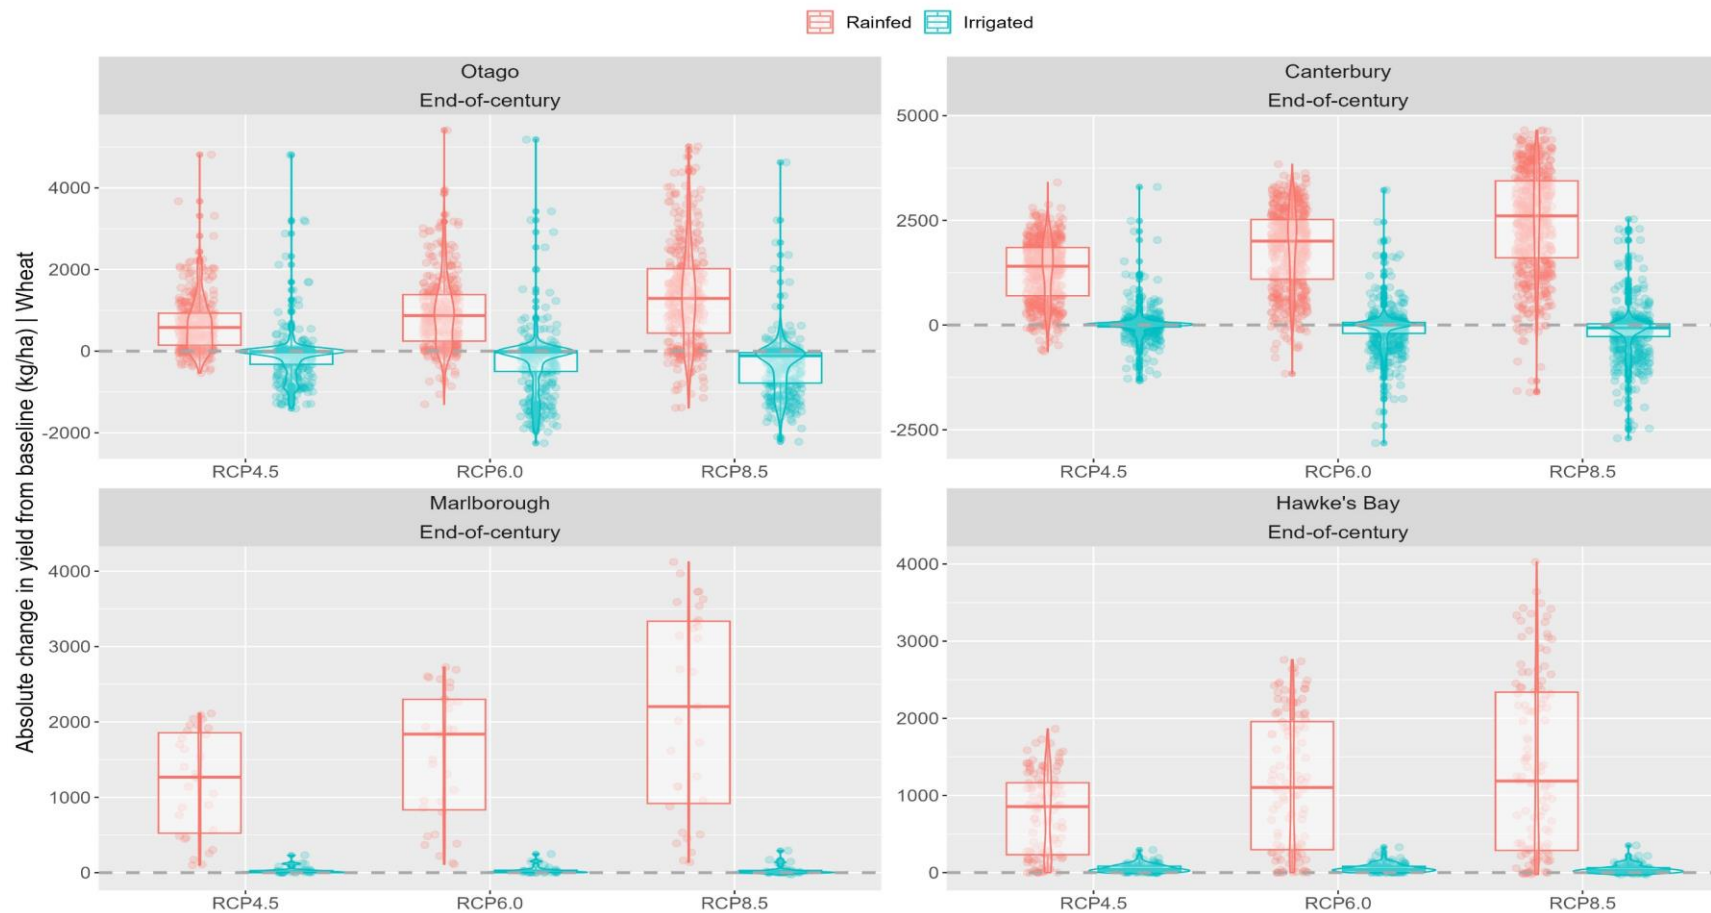 Rainfed Irrigated
Absolute change in yield from baseline (kg/ha) | Wheat
Otago
End-of-century
4000
2000
0
-2000
RCP4.5 RCP6.0 RCP8.5
Canterbury
End-of-century
5000
2500
0
-2500
RCP4.5 RCP6.0 RCP8.5
Marlborough
End-of-century
4000
3000
2000
1000
0
RCP4.5 RCP6.0 RCP8.5
Hawke's Bay
End-of-century
4000
3000
2000
1000
0
RCP4.5 RCP6.0 RCP8.5